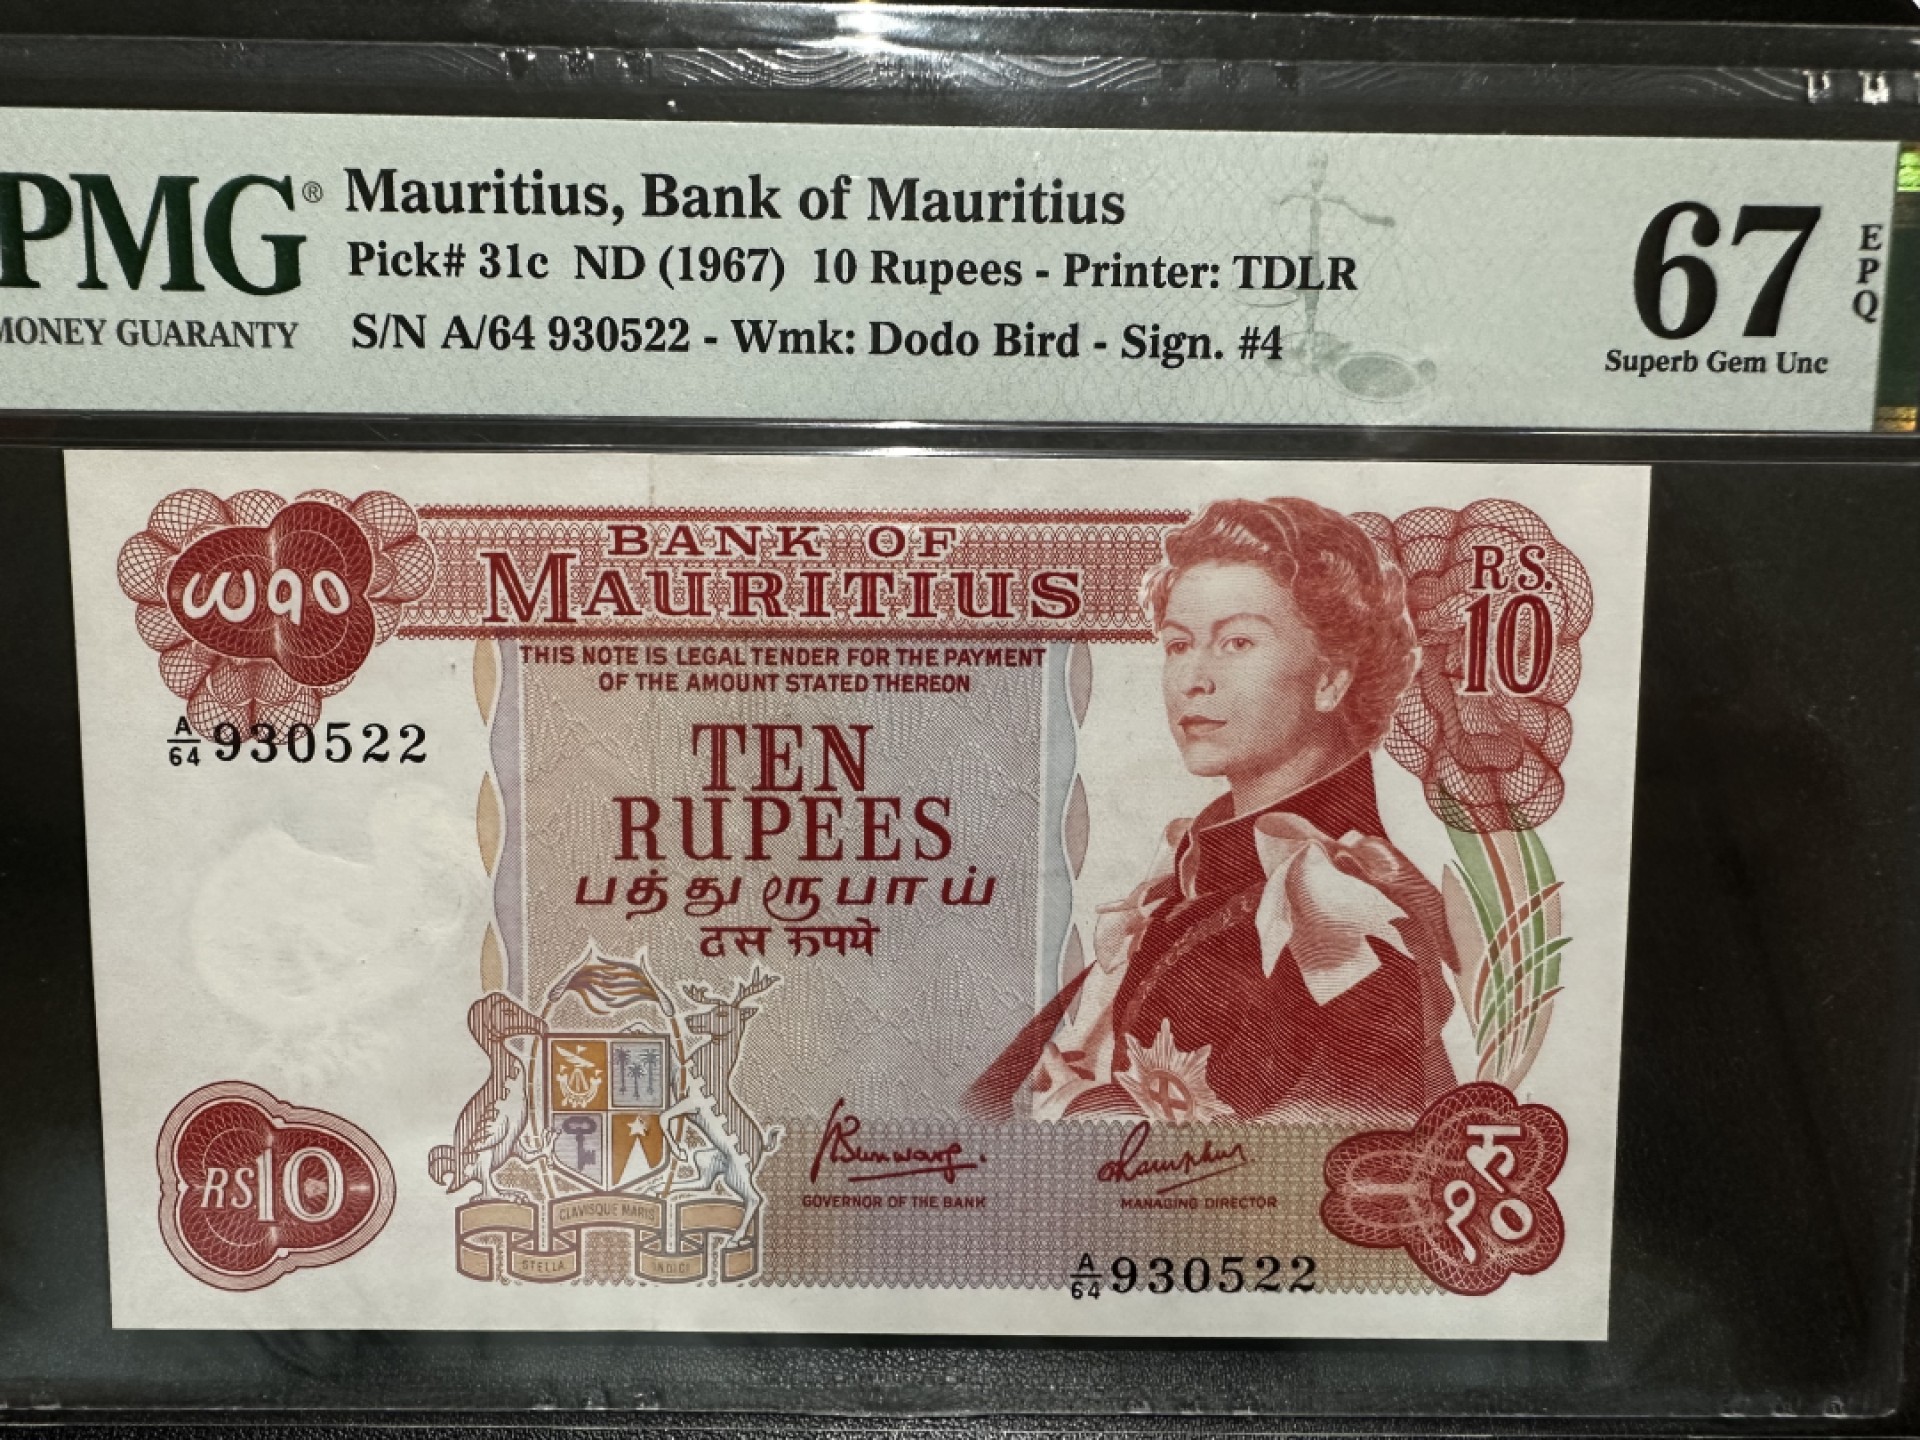 PMG®
MONEY GUARANTY
Mauritius, Bank of Mauritius
Pick# 31c ND (1967) 10 Rupees - Printer: TDLR
S/N A/64 930522 - Wmk: Dodo Bird - Sign. #4
67
EPQ
Superb Gem Unc
BANK OF
MAURITIUS
RS.
10
THIS NOTE IS LEGAL TENDER FOR THE PAYMENT
OF THE AMOUNT STATED THEREON
A/64 930522
TEN
RUPEES
பத்து ரூபாய்
दस रुपये
RS10
CLAVISQUE MARIS
STELLA
INDICI
GOVERNOR OF THE BANK
MANAGING DIRECTOR
रु
१०
A/64 930522